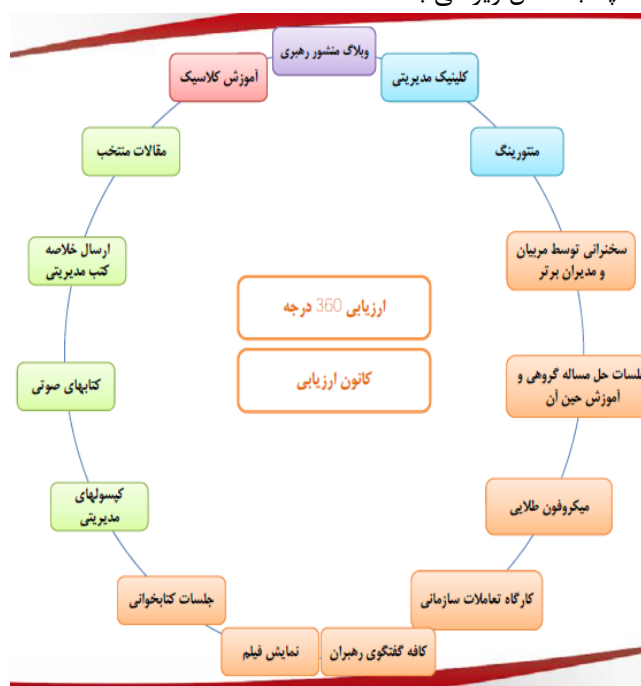 وبلاگ منشور رهبری
کلینیک مدیریتی
منتورینگ
سخنرانی توسط مربیان
و مدیران برتر
لسات حل مساله گروهی و
آموزش حین آن
میکروفون طلایی
کارگاه تعاملات سازمانی
کافه گفتگوی رهبران
نمایش فیلم
جلسات کتابخوانی
کپسولهای
مدیریتی
کتابهای صوتی
ارسال خلاصه
کتب مدیریتی
مقالات منتخب
آموزش کلاسیک
ارزیابی 360 درجه
کانون ارزیابی